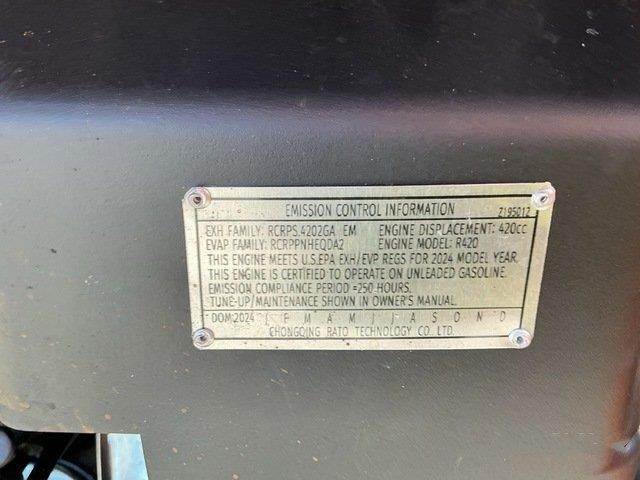 EMISSION CONTROL INFORMATION Z195012
EXH FAMILY: RCRPS.4202GA EM ENGINE DISPLACEMENT: 420cc
EVAP FAMILY: RCRPPNHEQDA2 ENGINE MODEL: R420
THIS ENGINE MEETS U.S.EPA EXH/EVP REGS FOR 2024 MODEL YEAR.
THIS ENGINE IS CERTIFIED TO OPERATE ON UNLEADED GASOLINE.
EMISSION COMPLIANCE PERIOD =250 HOURS.
TUNE-UP/MAINTENANCE SHOWN IN OWNER'S MANUAL.
DOM:2024 J F M A M J J A S O N D
CHONGQING RATO TECHNOLOGY CO. LTD.